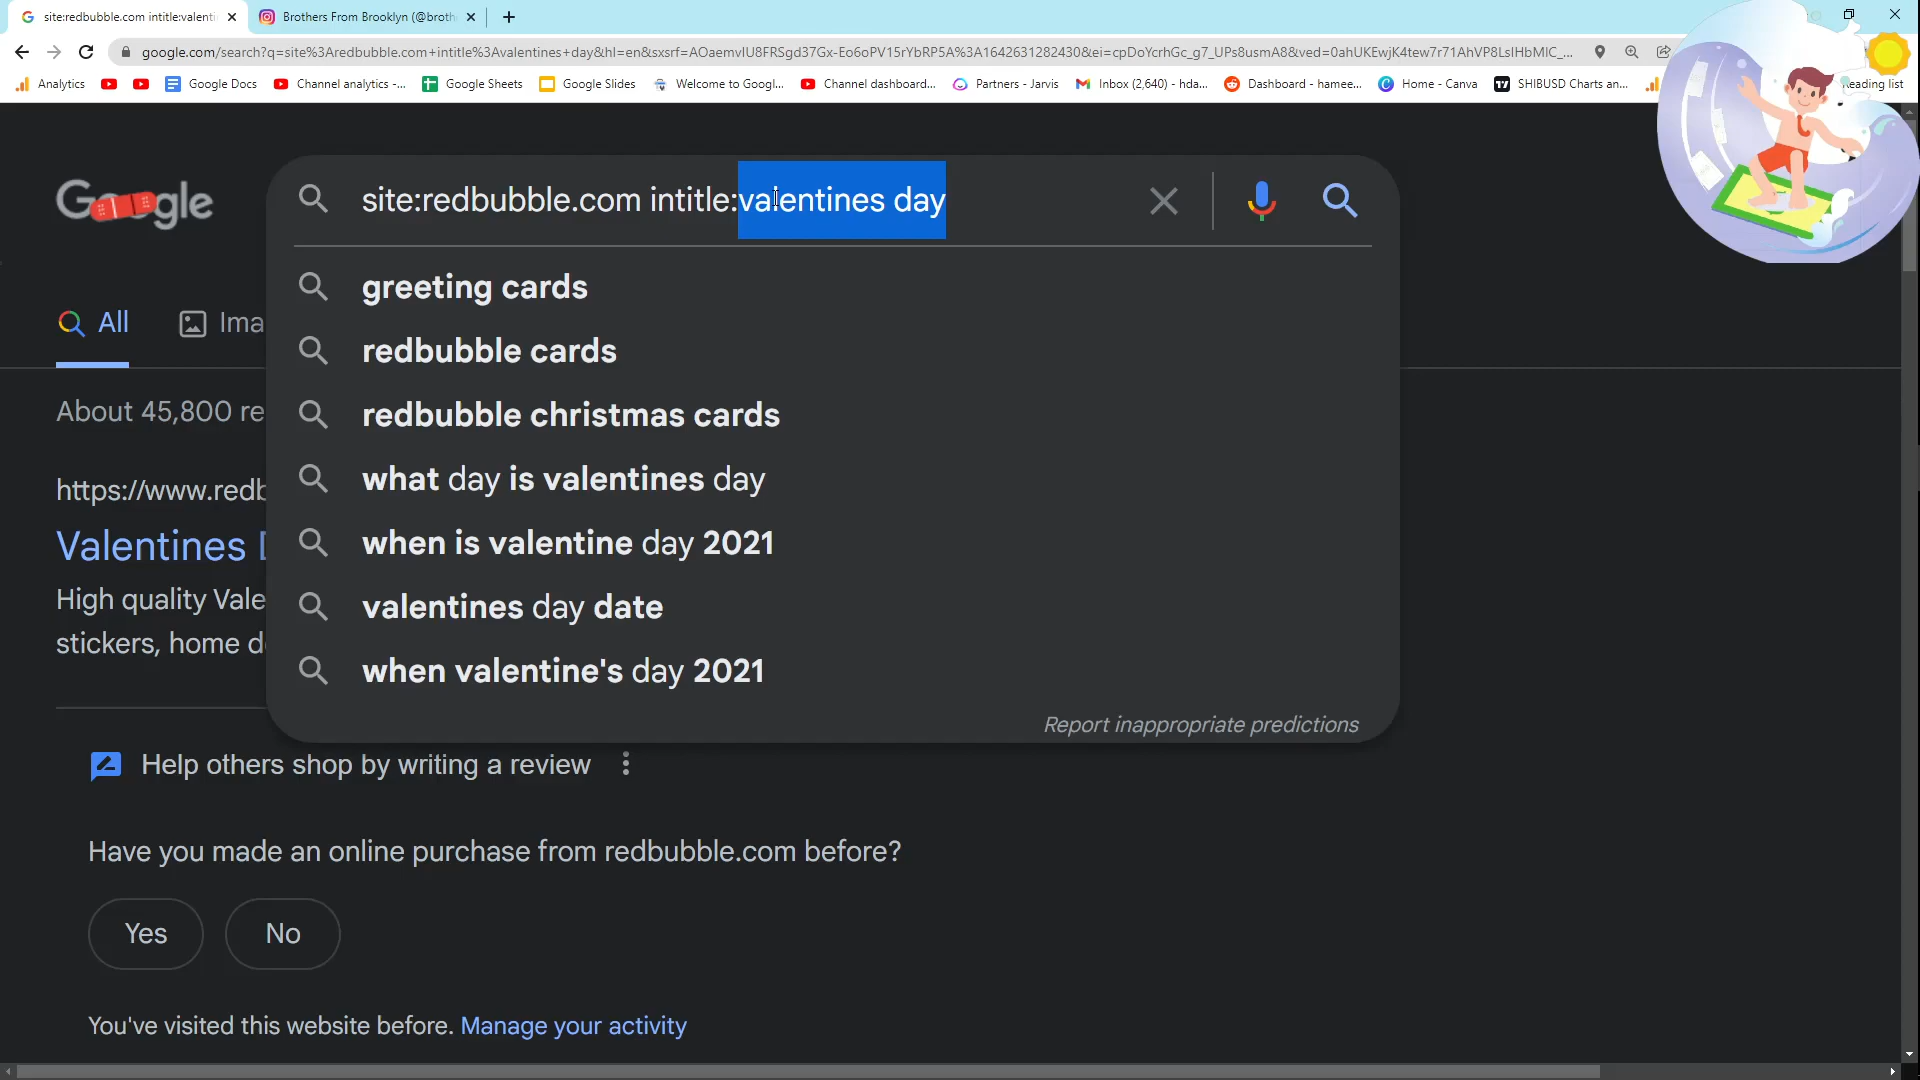 site:redbubble.com intitle:valenti
Brothers From Brooklyn (@broth
google.com/search?q=site%3Aredbubble.com+intitle%3Avalentines+day&hl=en&sxsrf=AOaemvIU8FRSgd37Gx-Eo6oPV15rYbRP5A%3A1642631282430&ei=cpDoYcrhGc_g7_UPs8usmA8&ved=0ahUKEwjK4tew7r71AhVP8LsIHbMIC_...
Analytics
Google Docs
Channel analytics -...
Google Sheets
Google Slides
Welcome to Googl...
Channel dashboard...
Partners - Jarvis
Inbox (2,640) - hda...
Dashboard - hamee...
Home - Canva
SHIBUSD Charts an...
Reading list
Google
site:redbubble.com intitle:valentines day
greeting cards
redbubble cards
All
Ima
redbubble christmas cards
About 45,800 re
what day is valentines day
https://www.redb
when is valentine day 2021
Valentines D
High quality Vale
valentines day date
stickers, home d
when valentine's day 2021
Report inappropriate predictions
Help others shop by writing a review
Have you made an online purchase from redbubble.com before?
Yes
No
You've visited this website before. Manage your activity